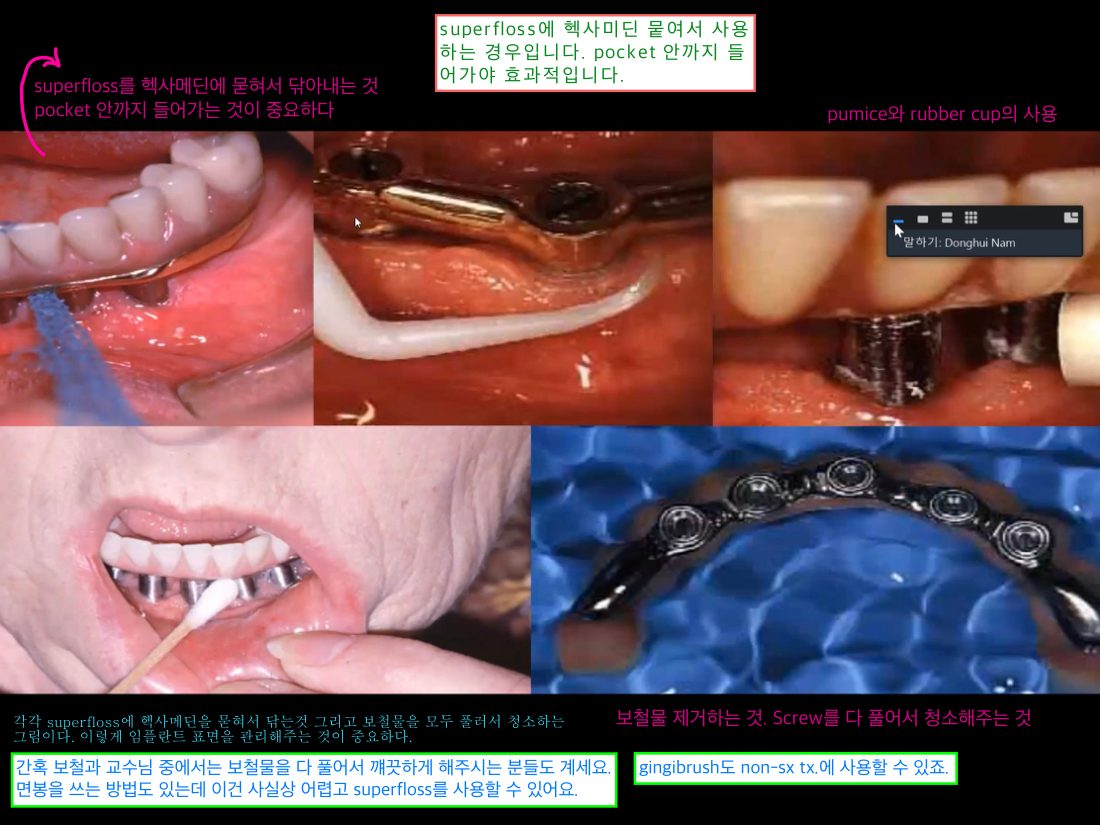 superfloss에 헥사미딘 뭍여서 사용
하는 경우입니다. pocket 안까지 들
어가야 효과적입니다.
superfloss를 헥사메딘에 묻혀서 닦아내는 것
pocket 안까지 들어가는 것이 중요하다
pumice와 rubber cup의 사용
말하기: Donghui Nam
각각 superfloss에 헥사메딘을 묻혀서 닦는것 그리고 보철물을 모두 풀러서 청소하는
그림이다. 이렇게 임플란트 표면을 관리해주는 것이 중요하다.
보철물 제거하는 것. Screw를 다 풀어서 청소해주는 것
간혹 보철과 교수님 중에서는 보철물을 다 풀어서 꺠끗하게 해주시는 분들도 계세요.
면봉을 쓰는 방법도 있는데 이건 사실상 어렵고 superfloss를 사용할 수 있어요.
gingibrush도 non-sx tx.에 사용할 수 있죠.